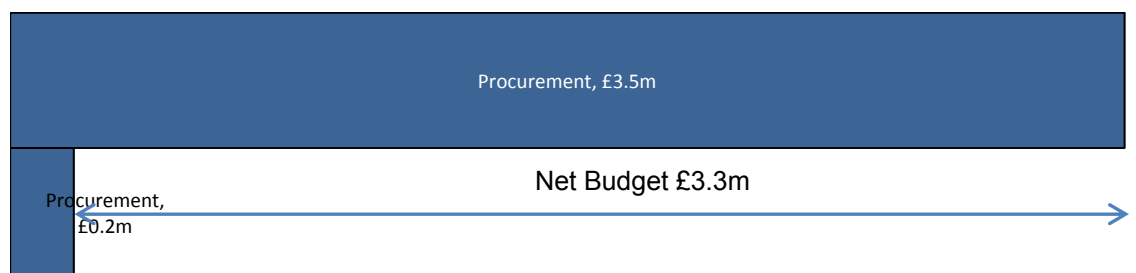 Procurement, £3.5m
Net Budget £3.3m
Procurement,
£0.2m